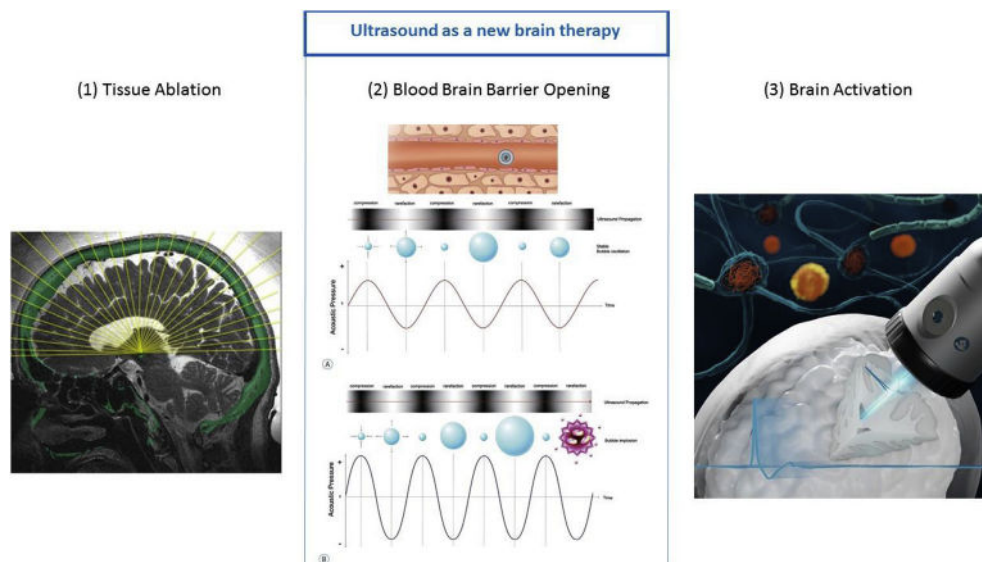 Ultrasound as a new brain therapy
(1) Tissue Ablation
(2) Blood Brain Barrier Opening
(3) Brain Activation
compression rarefaction compression rarefaction compression rarefaction
Ultrasound Propagation
Stable
Bubble oscillation
+
Acoustic Pressure
Time
-
A
compression rarefaction compression rarefaction compression rarefaction compression rarefaction
Ultrasound Propagation
Bubble implosion
+
Acoustic Pressure
Time
-
B